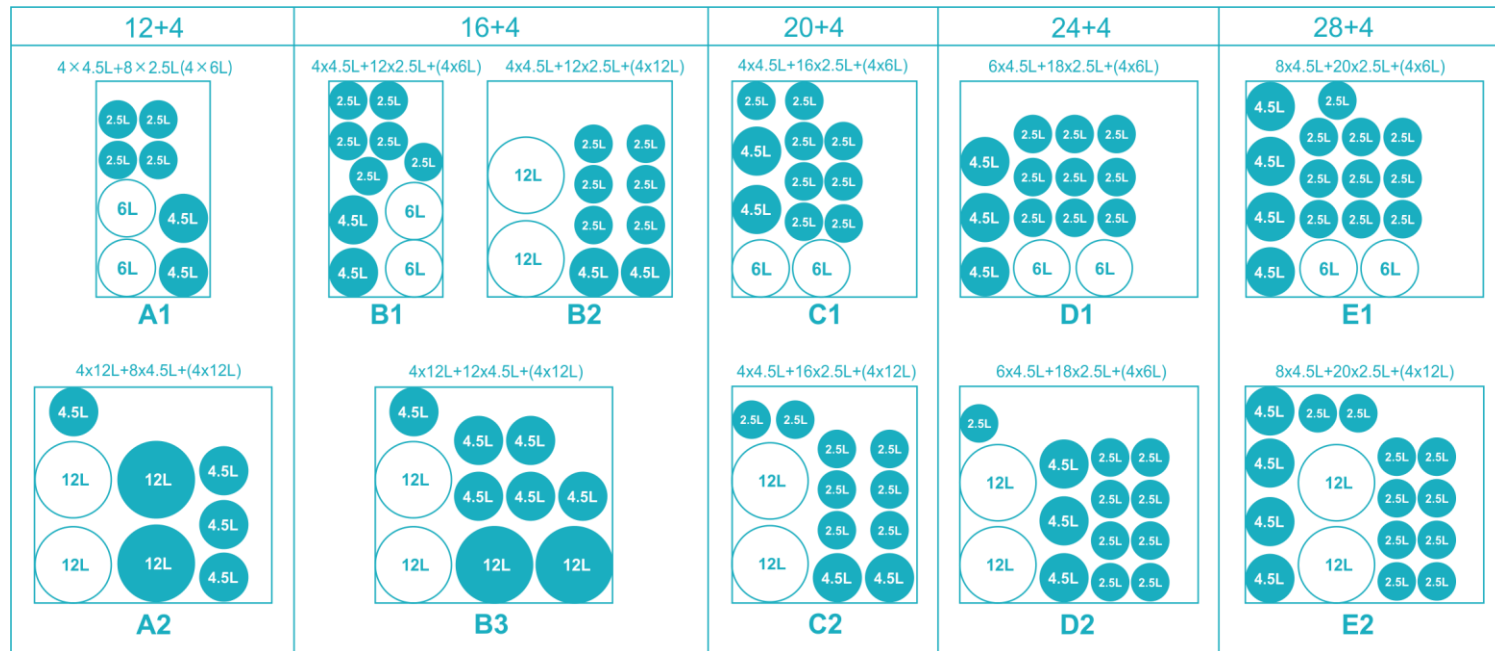 12+4
16+4
20+4
24+4
28+4
4×4.5L+8×2.5L(4×6L)
4x4.5L+12x2.5L+(4x6L)
4x4.5L+12x2.5L+(4x12L)
4x4.5L+16x2.5L+(4x6L)
6x4.5L+18x2.5L+(4x6L)
8x4.5L+20x2.5L+(4x6L)
2.5L 2.5L
2.5L 2.5L
6L 4.5L
6L 4.5L
A1
2.5L 2.5L
2.5L 2.5L
2.5L 2.5L
4.5L 6L
4.5L 6L
B1
2.5L 2.5L
12L 2.5L 2.5L
2.5L 2.5L
12L 4.5L 4.5L
B2
2.5L 2.5L
4.5L 2.5L 2.5L
2.5L 2.5L
4.5L 2.5L 2.5L
6L 6L
C1
2.5L 2.5L 2.5L
4.5L 2.5L 2.5L 2.5L
4.5L 2.5L 2.5L 2.5L
4.5L 6L 6L
D1
4.5L 2.5L
2.5L 2.5L 2.5L
4.5L 2.5L 2.5L 2.5L
4.5L 2.5L 2.5L 2.5L
4.5L 6L 6L
E1
4x12L+8x4.5L+(4x12L)
4x12L+12x4.5L+(4x12L)
4x4.5L+16x2.5L+(4x12L)
6x4.5L+18x2.5L+(4x6L)
8x4.5L+20x2.5L+(4x12L)
4.5L
12L 12L 4.5L
4.5L
12L 12L 4.5L
A2
4.5L
4.5L 4.5L
12L 4.5L 4.5L 4.5L
12L 12L 12L
B3
2.5L 2.5L
2.5L 2.5L
12L 2.5L 2.5L
2.5L 2.5L
12L 4.5L 4.5L
C2
2.5L
4.5L 2.5L 2.5L
12L 2.5L 2.5L
4.5L 2.5L 2.5L
12L 4.5L 2.5L 2.5L
D2
4.5L 2.5L 2.5L
4.5L 2.5L 2.5L
12L 2.5L 2.5L
4.5L 2.5L 2.5L
12L
4.5L 2.5L 2.5L
E2